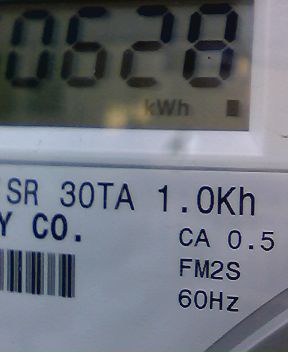 0628
kWh
SR 30TA 1.0Kh
Y CO.
CA 0.5
FM2S
60Hz